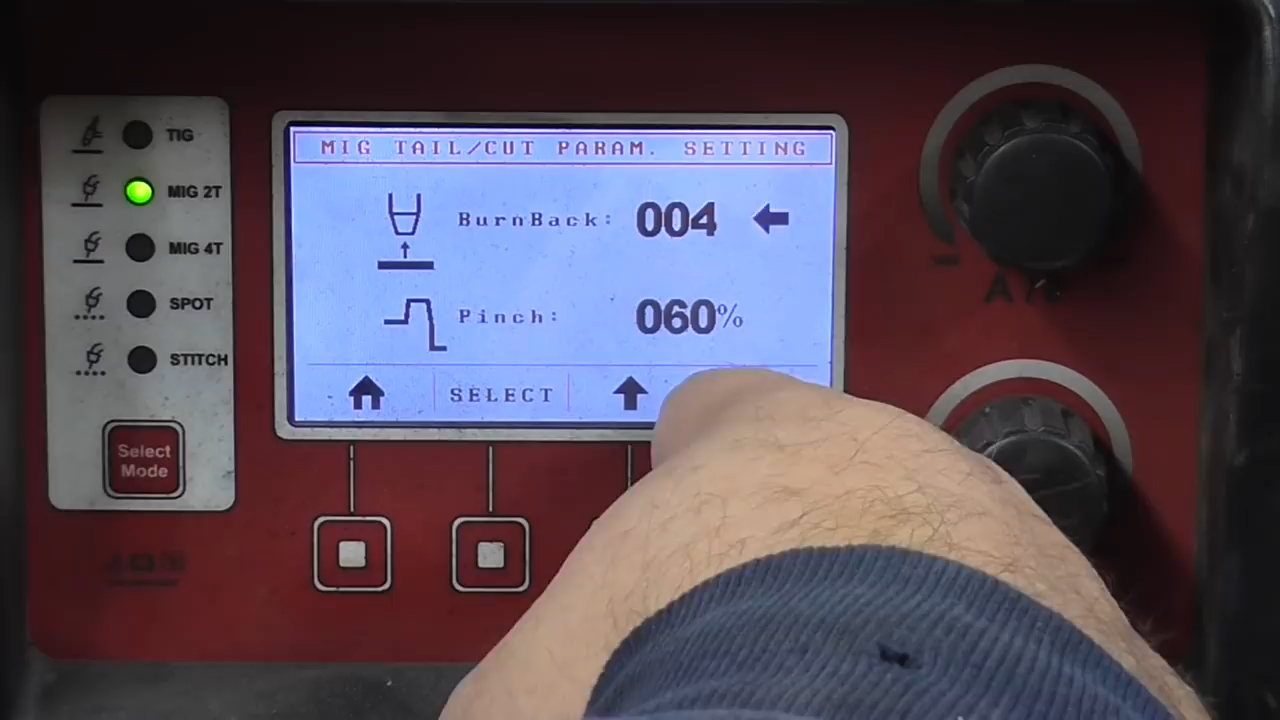 MIG TAIL/CUT PARAM. SETTING
TIG
MIG 2T
MIG 4T
SPOT
STITCH
Select
Mode
BurnBack: 004
Pinch: 060%
SELECT